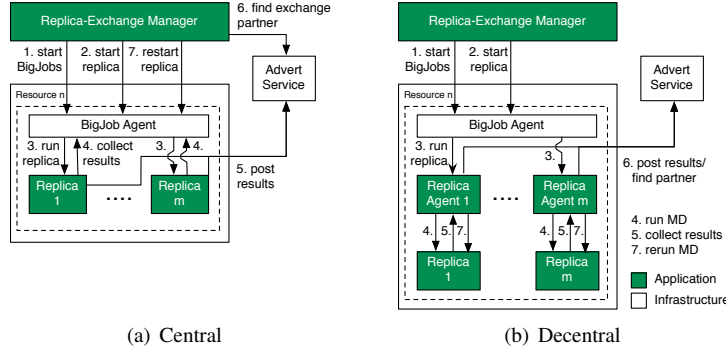 Replica-Exchange Manager
6. find exchange
partner
1. start
BigJobs
2. start
replica
7. restart
replica
Advert
Service
Resource n
BigJob Agent
3. run
replica
4. collect
results
3.
4.
5. post
results
Replica
1
....
Replica
m
(a) Central
Replica-Exchange Manager
1. start
BigJobs
2. start
replica
Advert
Service
Resource n
BigJob Agent
3. run
replica
3.
6. post results/
find partner
Replica
Agent 1
....
Replica
Agent m
4.
5.
7.
4.
5.
7.
4. run MD
5. collect results
7. rerun MD
Replica
1
Replica
m
Application
Infrastructure
(b) Decentral